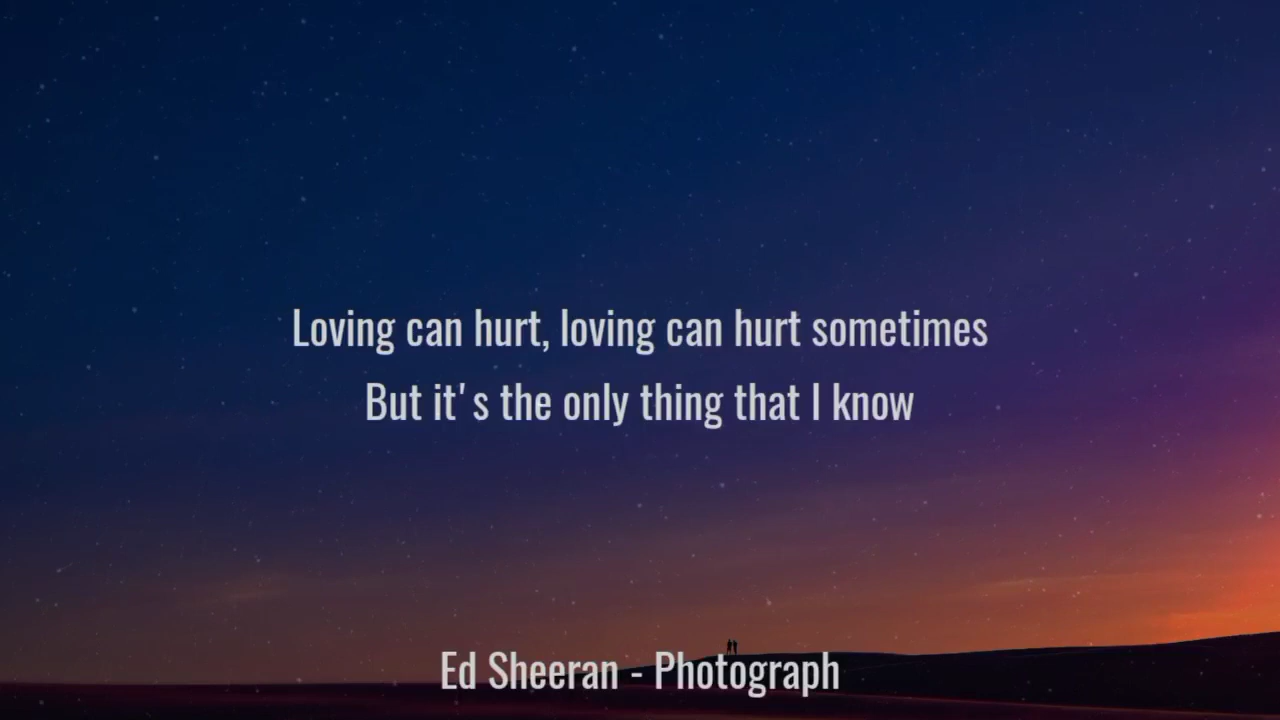 Loving can hurt, loving can hurt sometimes
But it's the only thing that I know
Ed Sheeran - Photograph